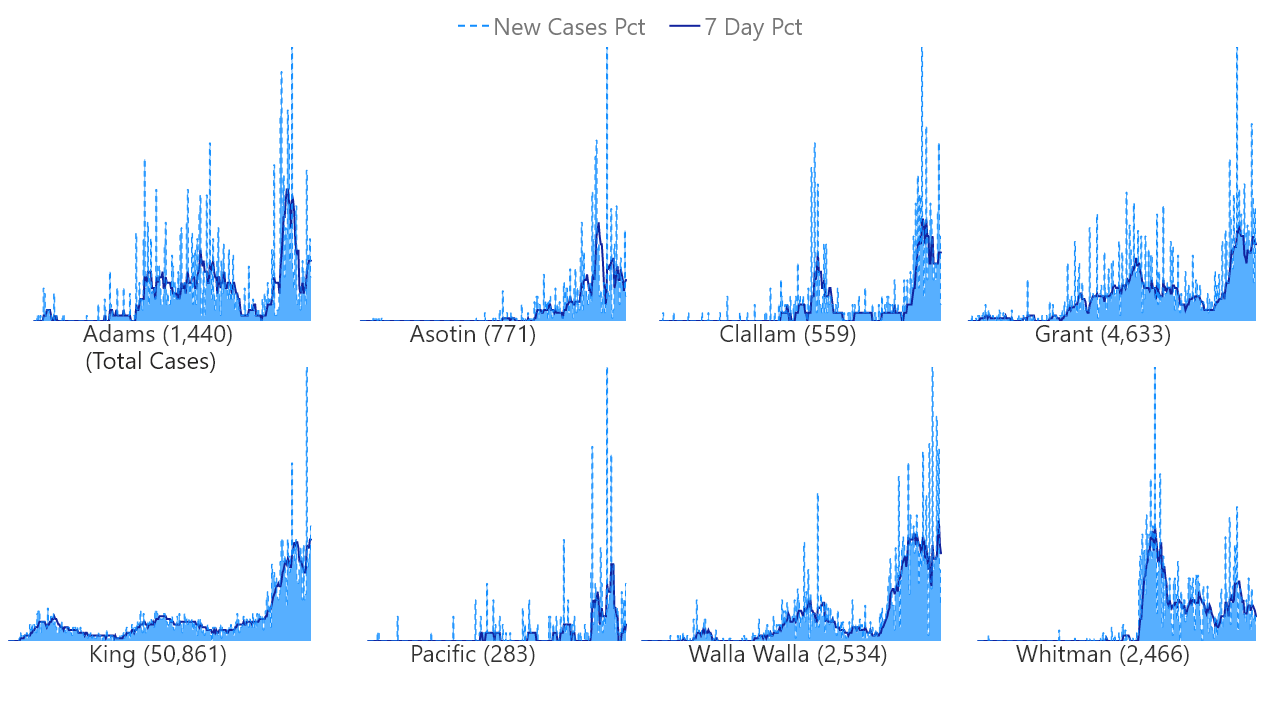 New Cases Pct 7 Day Pct
Adams (1,440)
(Total Cases)
Asotin (771)
Clallam (559)
Grant (4,633)
King (50,861)
Pacific (283)
Walla Walla (2,534)
Whitman (2,466)